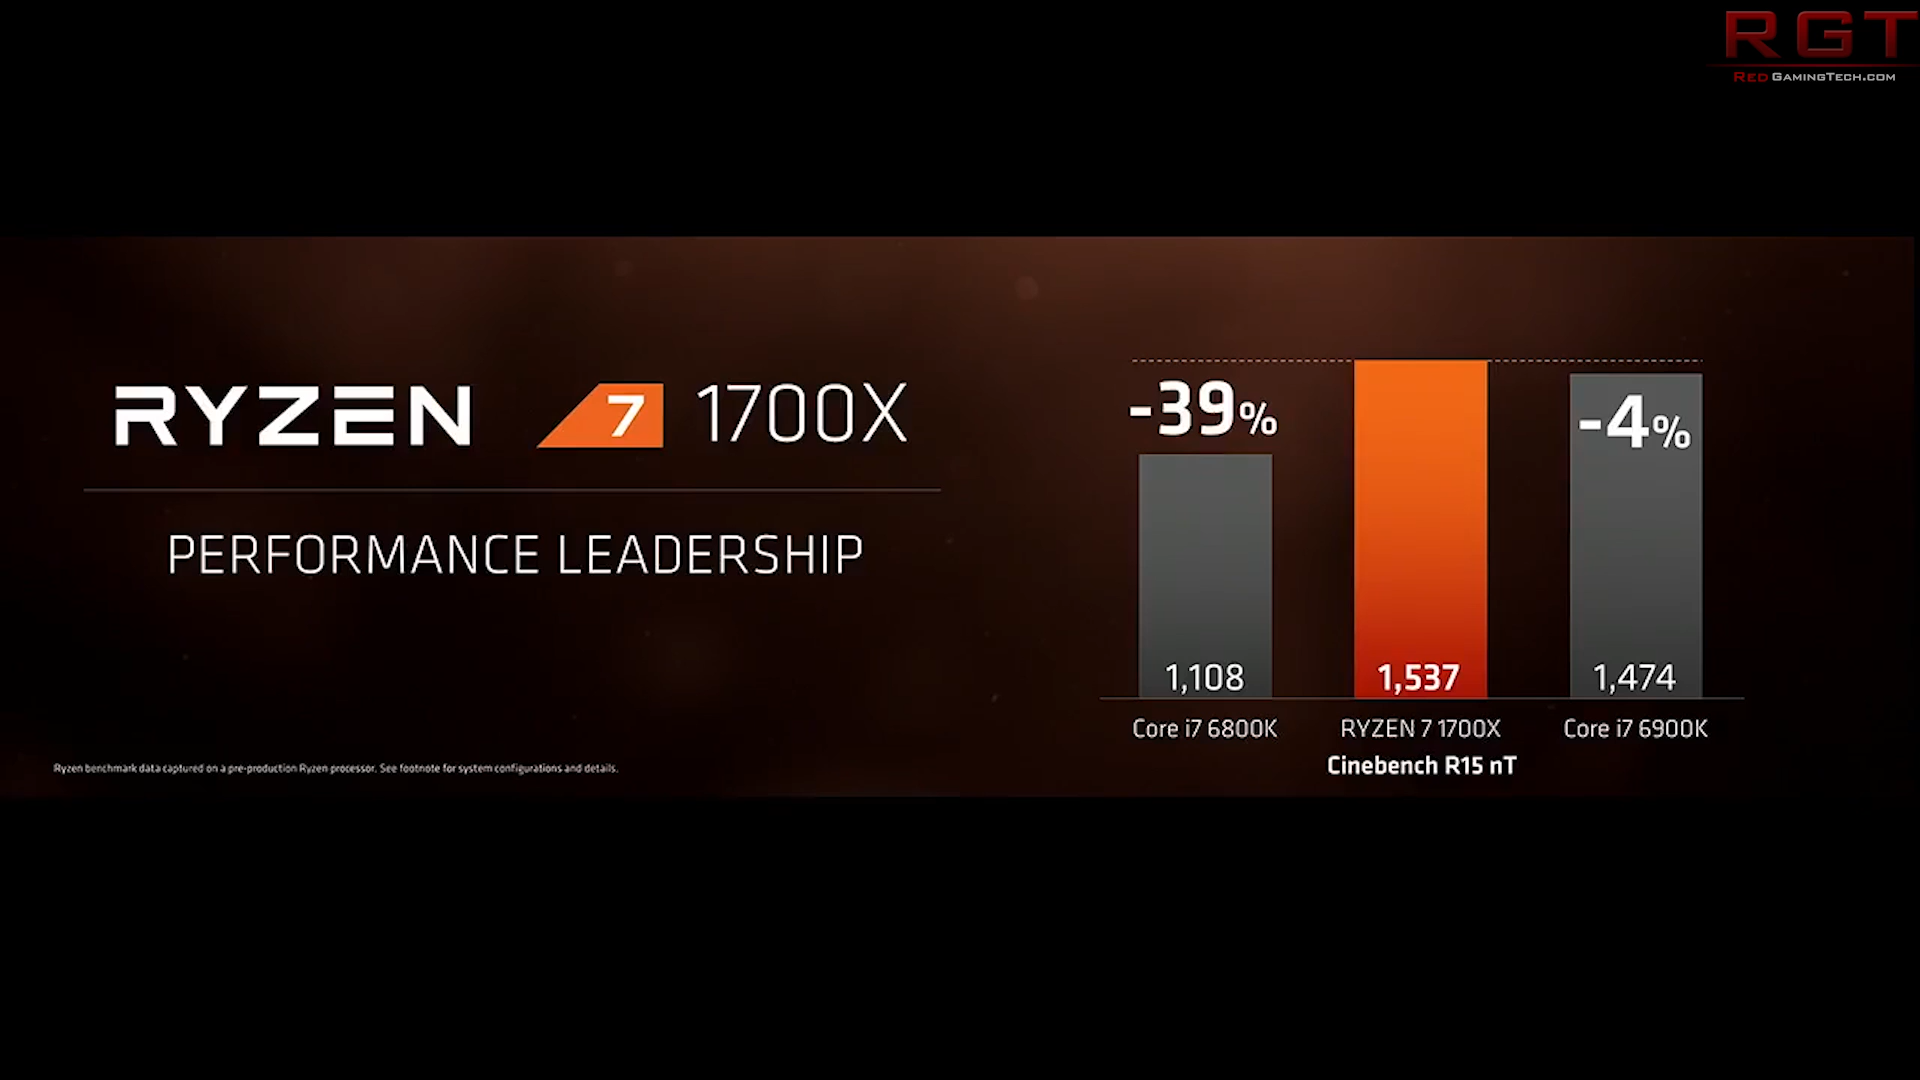 RGT
RED GAMINGTECH.COM
RYZEN 7 1700X
PERFORMANCE LEADERSHIP
-39%
-4%
1,108
1,537
1,474
Core i7 6800K
RYZEN 7 1700X
Core i7 6900K
Cinebench R15 nT
Ryzen benchmark data captured on a pre-production Ryzen processor. See footnote for system configurations and details.